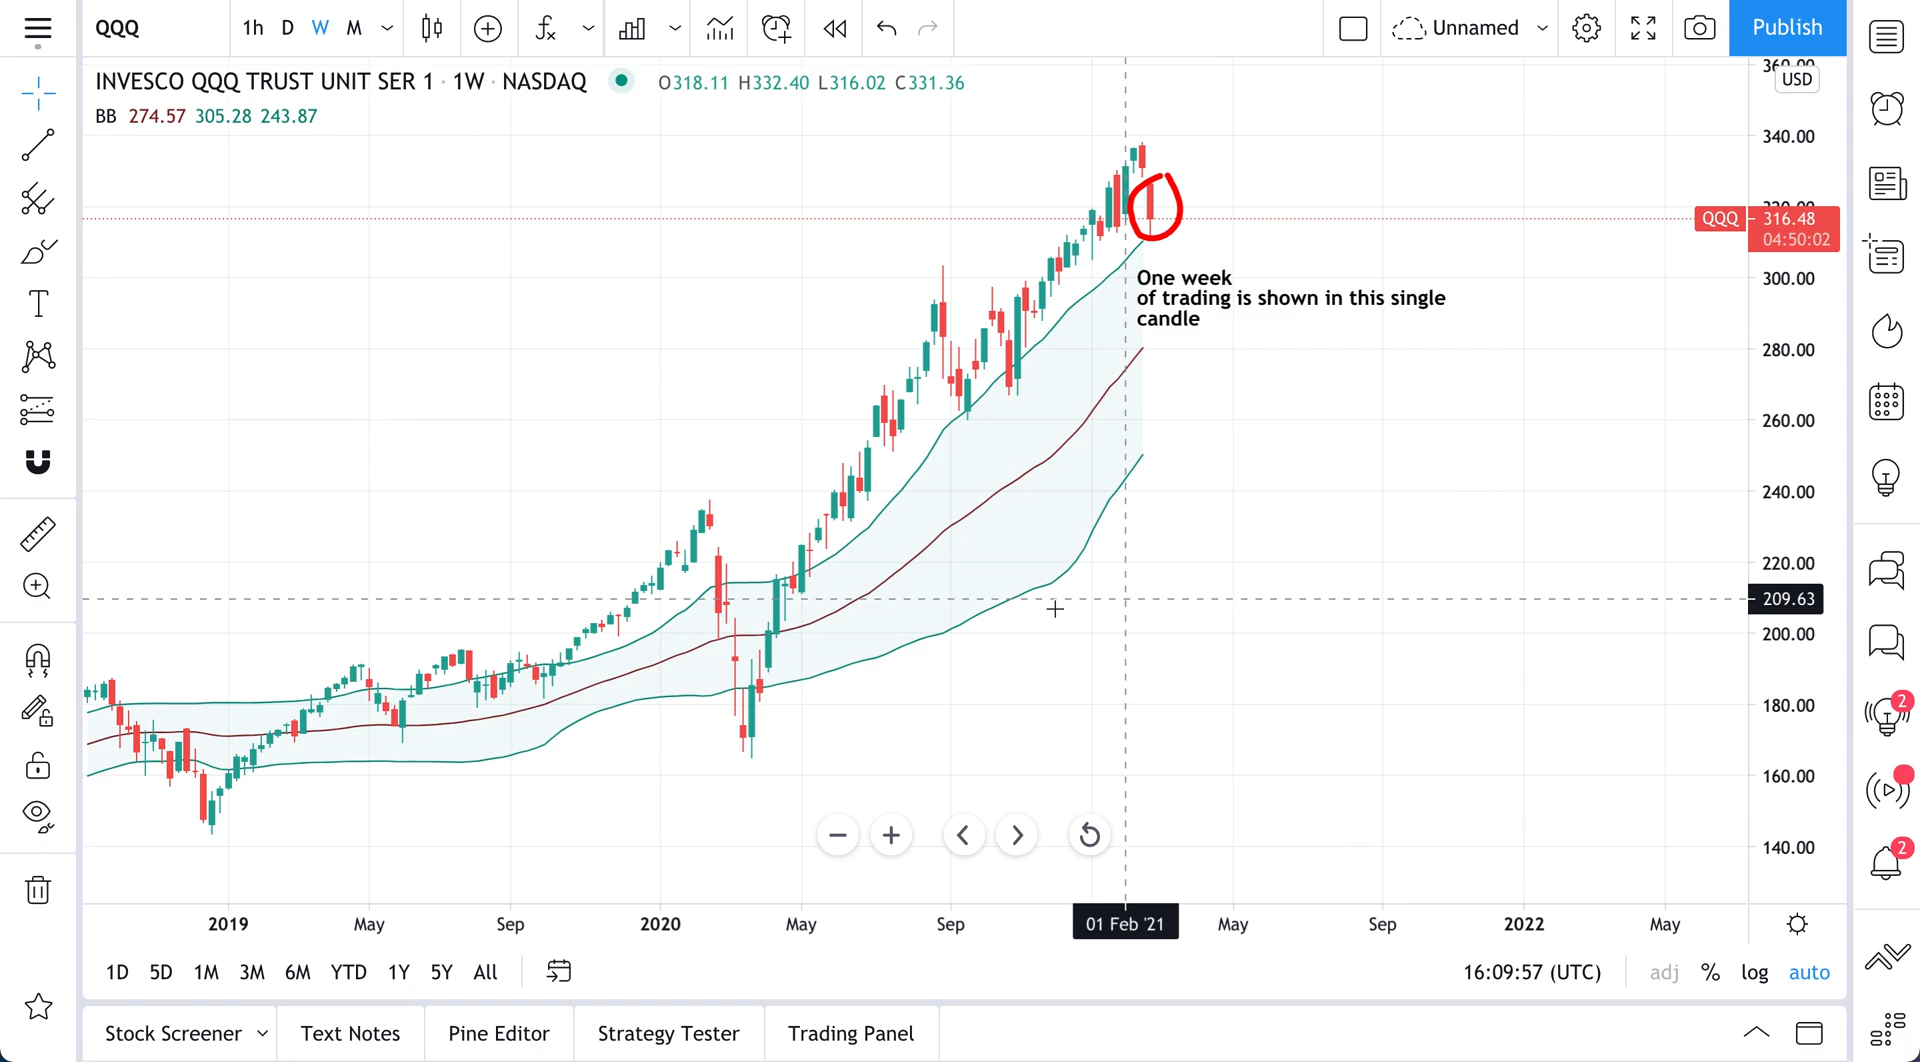 QQQ 1h D W M Unnamed Publish
INVESCO QQQ TRUST UNIT SER 1 · 1W · NASDAQ O318.11 H332.40 L316.02 C331.36
BB 274.57 305.28 243.87
360.00
USD
340.00
320.00
QQQ 316.48
04:50:02
300.00
280.00
260.00
240.00
220.00
209.63
200.00
180.00
160.00
140.00
One week
of trading is shown in this single
candle
2019 May Sep 2020 May Sep 01 Feb '21 May Sep 2022 May
1D 5D 1M 3M 6M YTD 1Y 5Y All 16:09:57 (UTC) adj % log auto
Stock Screener Text Notes Pine Editor Strategy Tester Trading Panel
2
2